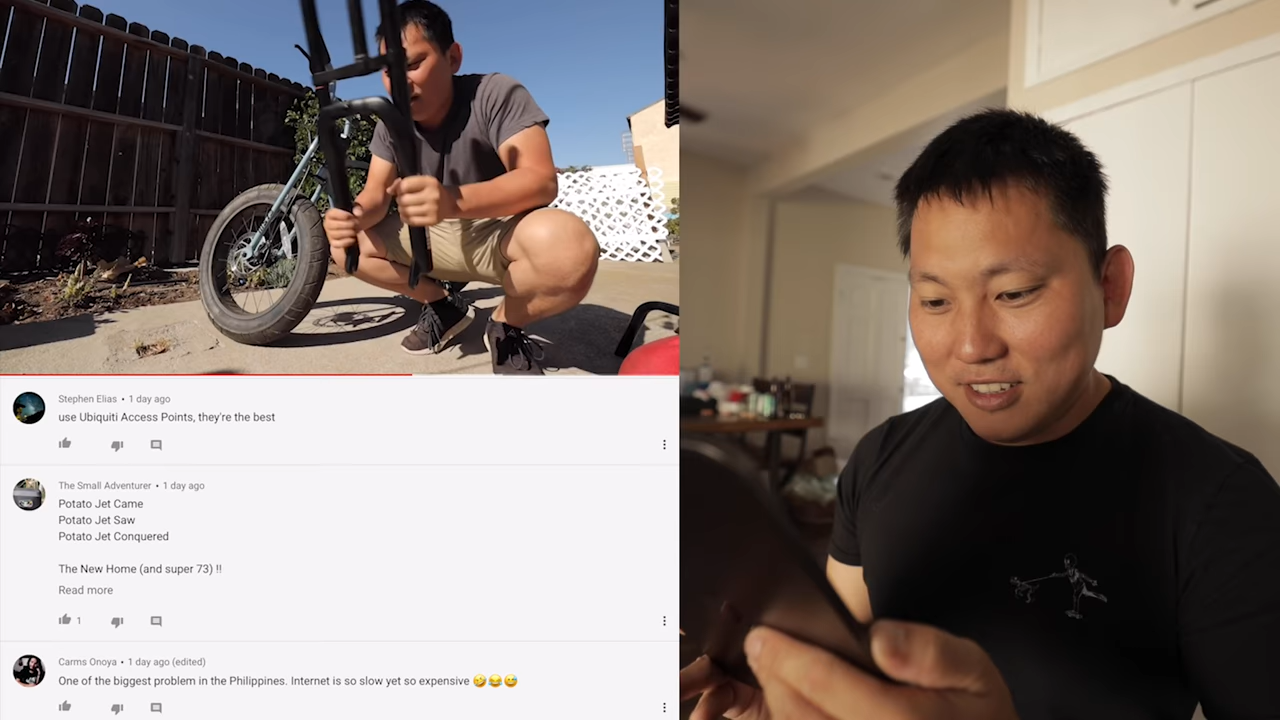 Stephen Elias • 1 day ago
use Ubiquiti Access Points, they're the best
The Small Adventurer • 1 day ago
Potato Jet Came
Potato Jet Saw
Potato Jet Conquered
The New Home (and super 73) !!
Read more
1
Carms Onoya • 1 day ago (edited)
One of the biggest problem in the Philippines. Internet is so slow yet so expensive 🤣😂😅